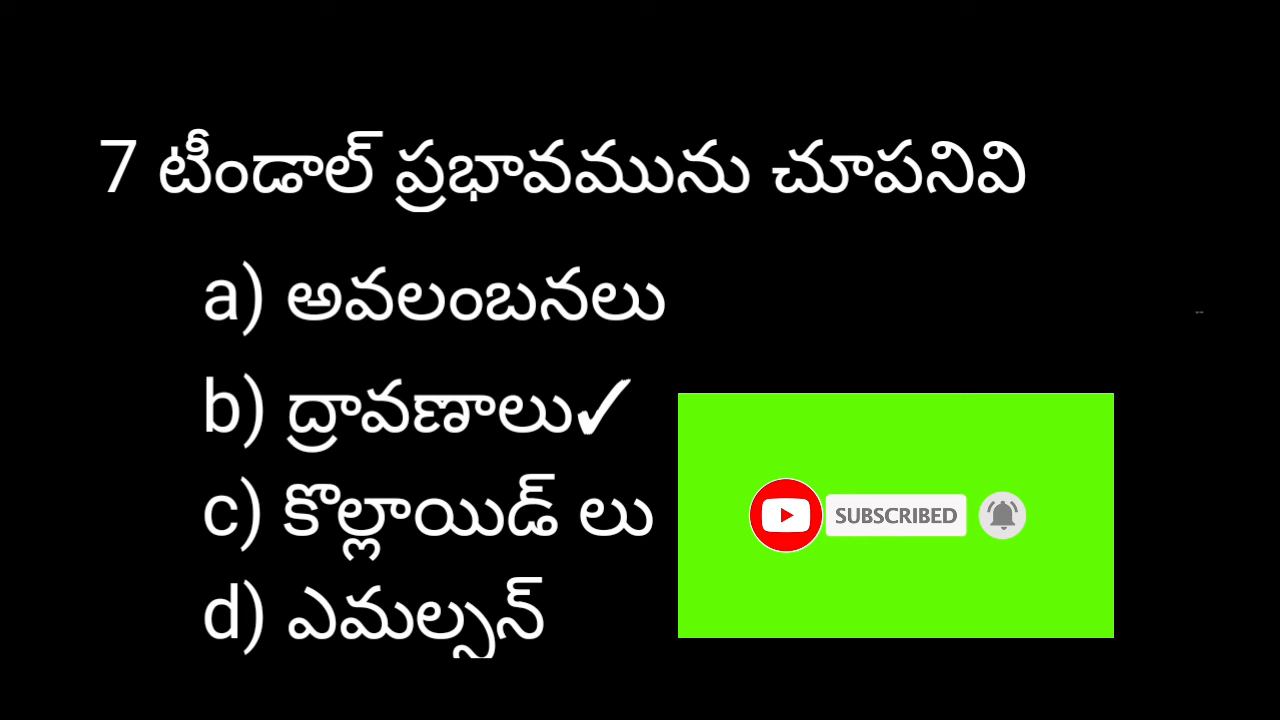 7 టీండాల్ ప్రభావమును చూపనివి
a) అవలంబనలు
b) ద్రావణాలు✓
c) కొల్లాయిడ్ లు
SUBSCRIBED
d) ఎమల్సన్